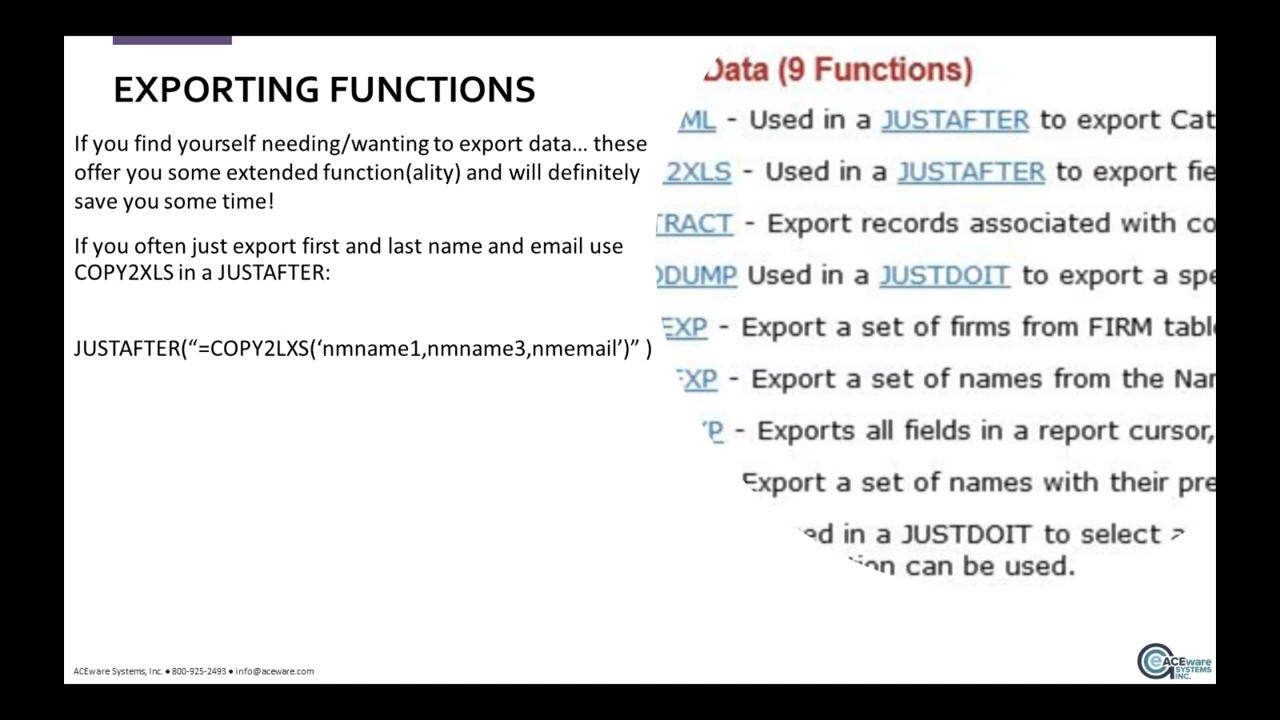 EXPORTING FUNCTIONS
If you find yourself needing/wanting to export data... these
offer you some extended function(ality) and will definitely
save you some time!
If you often just export first and last name and email use
COPY2XLS in a JUSTAFTER:
JUSTAFTER(“=COPY2LXS(‘nmname1,nmname3,nmemail’)” )
Data (9 Functions)
ML - Used in a JUSTAFTER to export Cat
2XLS - Used in a JUSTAFTER to export fie
RACT - Export records associated with co
DUMP Used in a JUSTDOIT to export a spe
EXP - Export a set of firms from FIRM tabl
XP - Export a set of names from the Nar
P - Exports all fields in a report cursor,
Export a set of names with their pre
ed in a JUSTDOIT to select a
on can be used.
ACEware Systems, Inc. ● 800-925-2493 ● info@aceware.com
ACEware
SYSTEMS
INC.